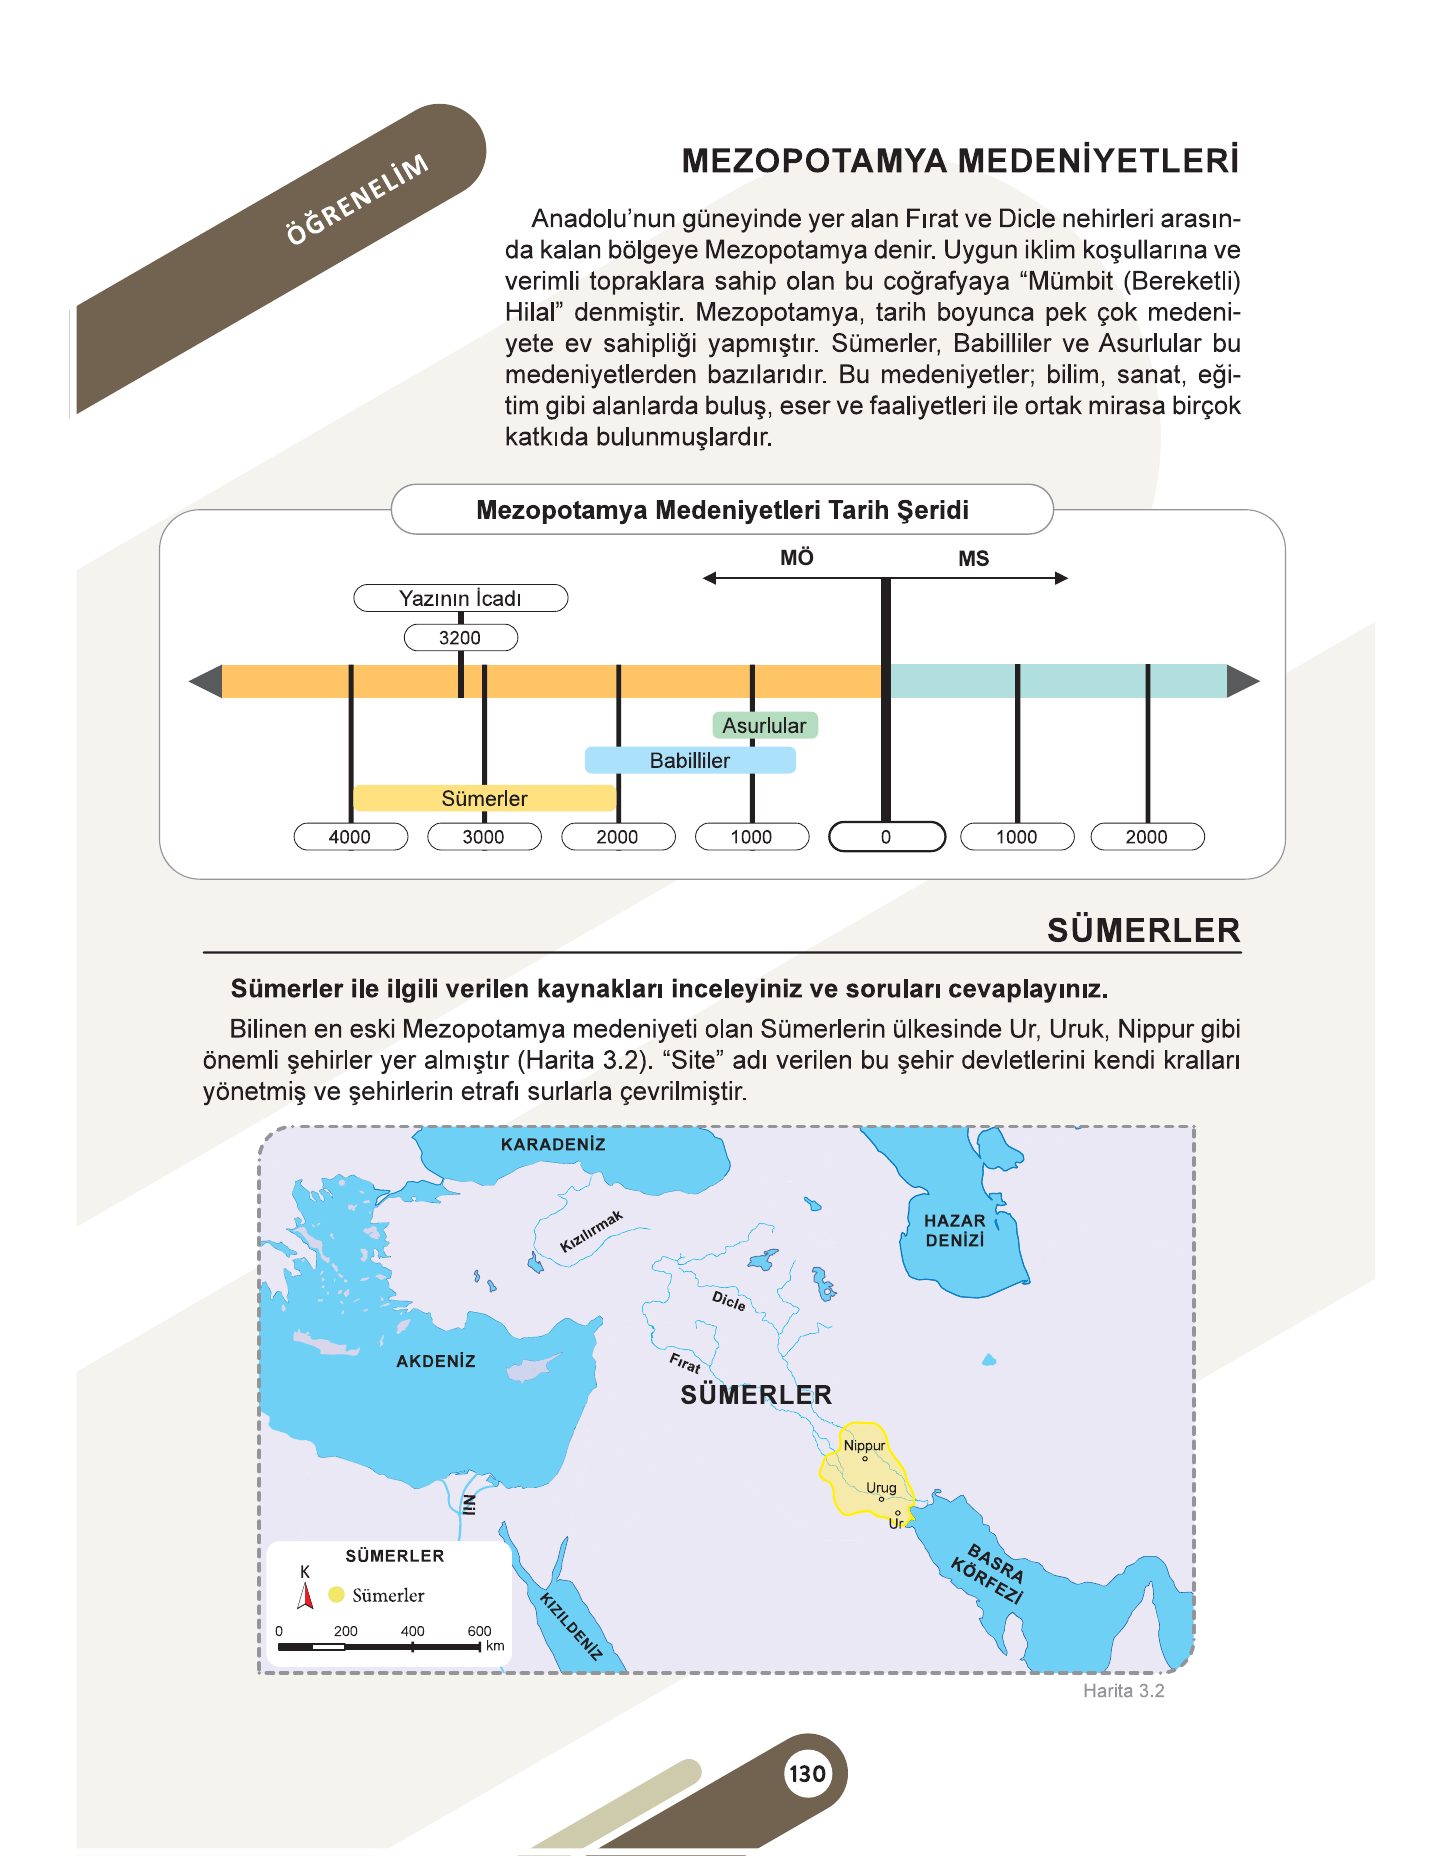 ÖĞRENELİM
MEZOPOTAMYA MEDENİYETLERİ
Anadolu’nun güneyinde yer alan Fırat ve Dicle nehirleri arasın-
da kalan bölgeye Mezopotamya denir. Uygun iklim koşullarına ve
verimli topraklara sahip olan bu coğrafyaya “Mümbit (Bereketli)
Hilal” denmiştir. Mezopotamya, tarih boyunca pek çok medeni-
yete ev sahipliği yapmıştır. Sümerler, Babilliler ve Asurlular bu
medeniyetlerden bazılarıdır. Bu medeniyetler; bilim, sanat, eği-
tim gibi alanlarda buluş, eser ve faaliyetleri ile ortak mirasa birçok
katkıda bulunmuşlardır.
Mezopotamya Medeniyetleri Tarih Şeridi
MÖ MS
Yazının İcadı
3200
Asurlular
Babilliler
Sümerler
4000 3000 2000 1000 0 1000 2000
SÜMERLER
Sümerler ile ilgili verilen kaynakları inceleyiniz ve soruları cevaplayınız.
Bilinen en eski Mezopotamya medeniyeti olan Sümerlerin ülkesinde Ur, Uruk, Nippur gibi
önemli şehirler yer almıştır (Harita 3.2). “Site” adı verilen bu şehir devletlerini kendi kralları
yönetmiş ve şehirlerin etrafı surlarla çevrilmiştir.
KARADENİZ
HAZAR
DENİZİ
Kızılırmak
Dicle
AKDENİZ
Fırat
SÜMERLER
Nippur
Urug
Ur
Nil
BASRA
KÖRFEZİ
KIZILDENİZ
SÜMERLER
K
Sümerler
0 200 400 600
km
Harita 3.2
130